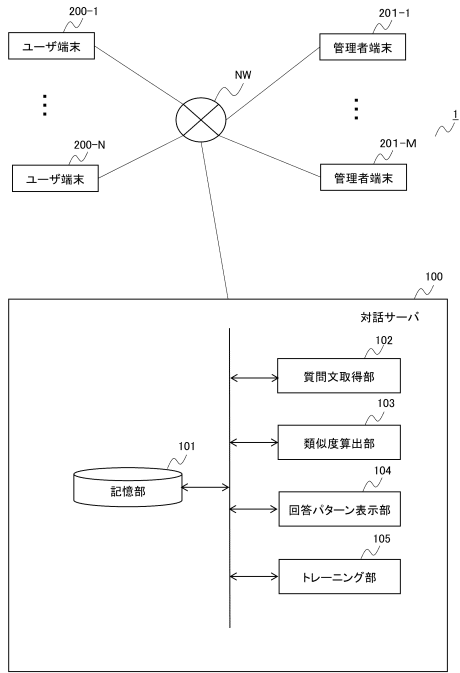 200-1
ユーザ端末
201-1
管理者端末
NW
1
200-N
ユーザ端末
201-M
管理者端末
100
対話サーバ
102
質問文取得部
103
類似度算出部
101
記憶部
104
回答パターン表示部
105
トレーニング部